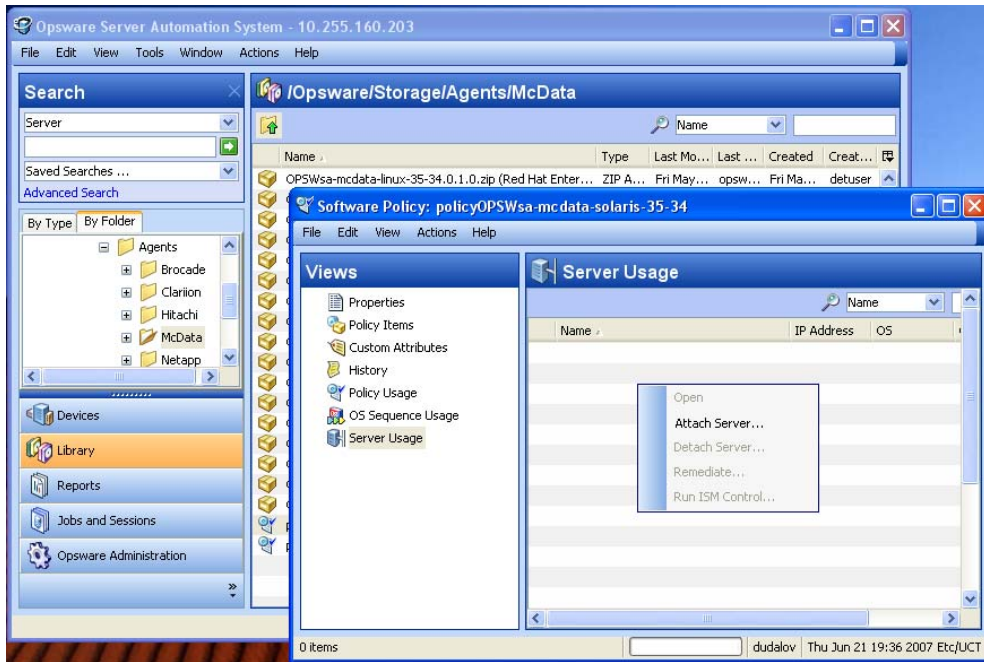 Opsware Server Automation System - 10.255.160.203
File Edit View Tools Window Actions Help
Search
Server
Saved Searches ...
Advanced Search
By Type By Folder
Agents
Brocade
Clariion
Hitachi
McData
Netapp
Devices
Library
Reports
Jobs and Sessions
Opsware Administration
/Opsware/Storage/Agents/McData
Name
Name Type Last Mo... Last ... Created Creat...
OPSWsa-mcdata-linux-35-34.0.1.0.zip (Red Hat Enter... ZIP A... Fri May... opsw... Fri Ma... detuser
Software Policy: policyOPSWsa-mcdata-solaris-35-34
File Edit View Actions Help
Views
Properties
Policy Items
Custom Attributes
History
Policy Usage
OS Sequence Usage
Server Usage
Server Usage
Name
Name IP Address OS
Open
Attach Server...
Detach Server...
Remediate...
Run ISM Control...
0 items
dudalov Thu Jun 21 19:36 2007 Etc/UCT